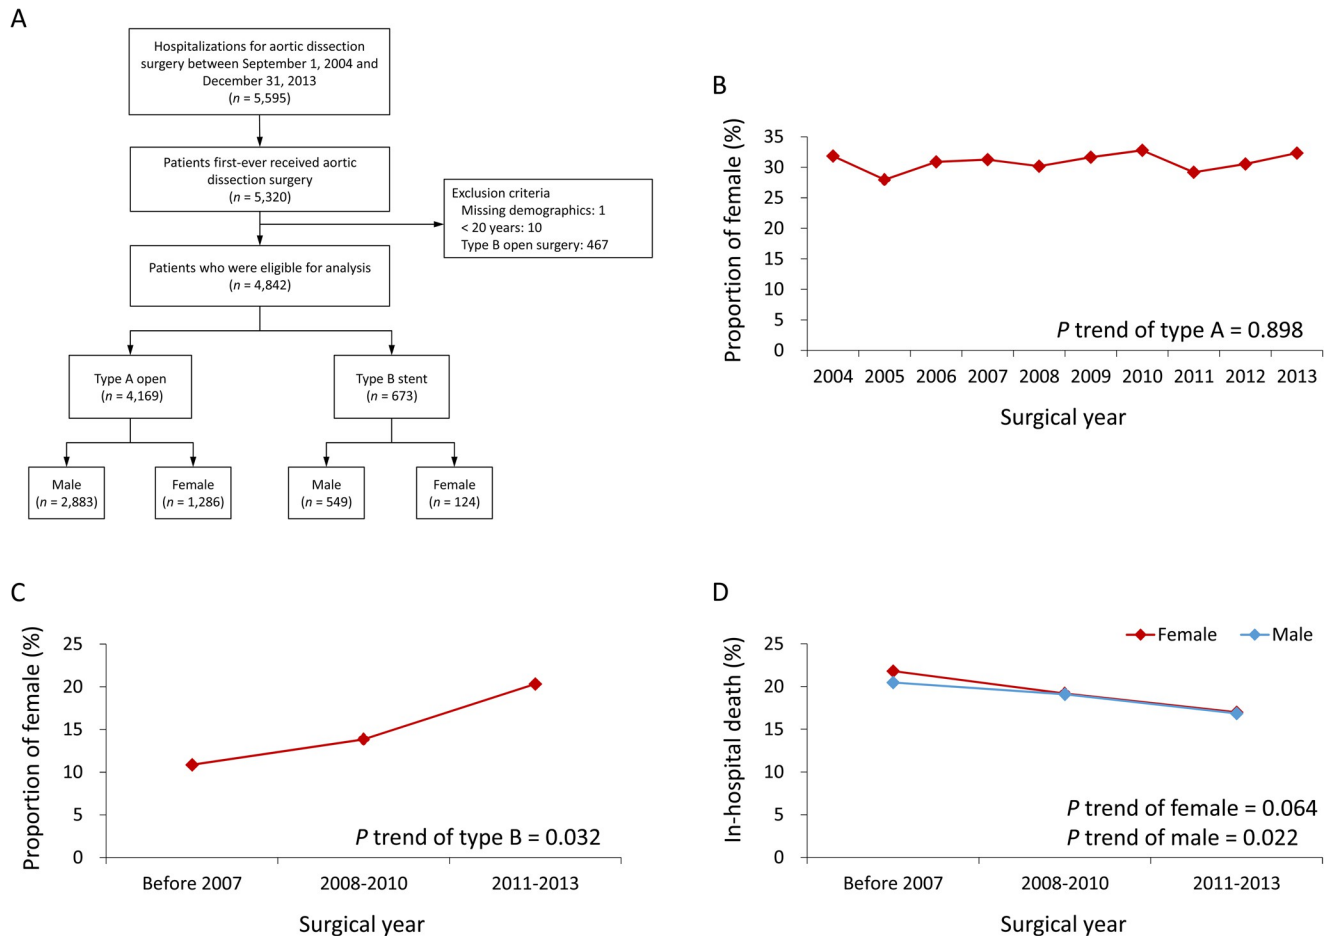 A
Hospitalizations for aortic dissection
surgery between September 1, 2004 and
December 31, 2013
(n = 5,595)
Patients first-ever received aortic
dissection surgery
(n = 5,320)
Exclusion criteria
Missing demographics: 1
< 20 years: 10
Type B open surgery: 467
Patients who were eligible for analysis
(n = 4,842)
Type A open
(n = 4,169)
Type B stent
(n = 673)
Male
(n = 2,883)
Female
(n = 1,286)
Male
(n = 549)
Female
(n = 124)
B
Proportion of female (%)
35
30
25
20
15
10
5
0
P trend of type A = 0.898
2004 2005 2006 2007 2008 2009 2010 2011 2012 2013
Surgical year
C
Proportion of female (%)
25
20
15
10
5
0
P trend of type B = 0.032
Before 2007 2008-2010 2011-2013
Surgical year
D
Female Male
In-hospital death (%)
25
20
15
10
5
0
P trend of female = 0.064
P trend of male = 0.022
Before 2007 2008-2010 2011-2013
Surgical year